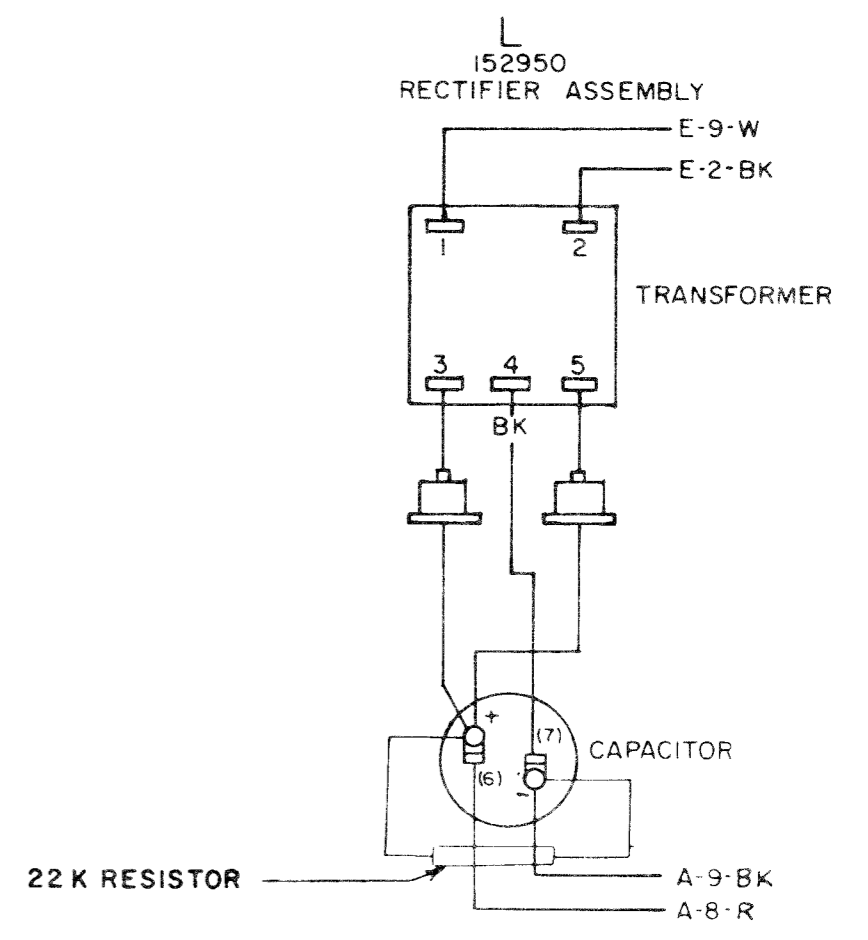 L
152950
RECTIFIER ASSEMBLY
E-9-W
E-2-BK
1 2
TRANSFORMER
3 4 5
BK
+
(7)
CAPACITOR
(6)
-
22K RESISTOR
A-9-BK
A-8-R